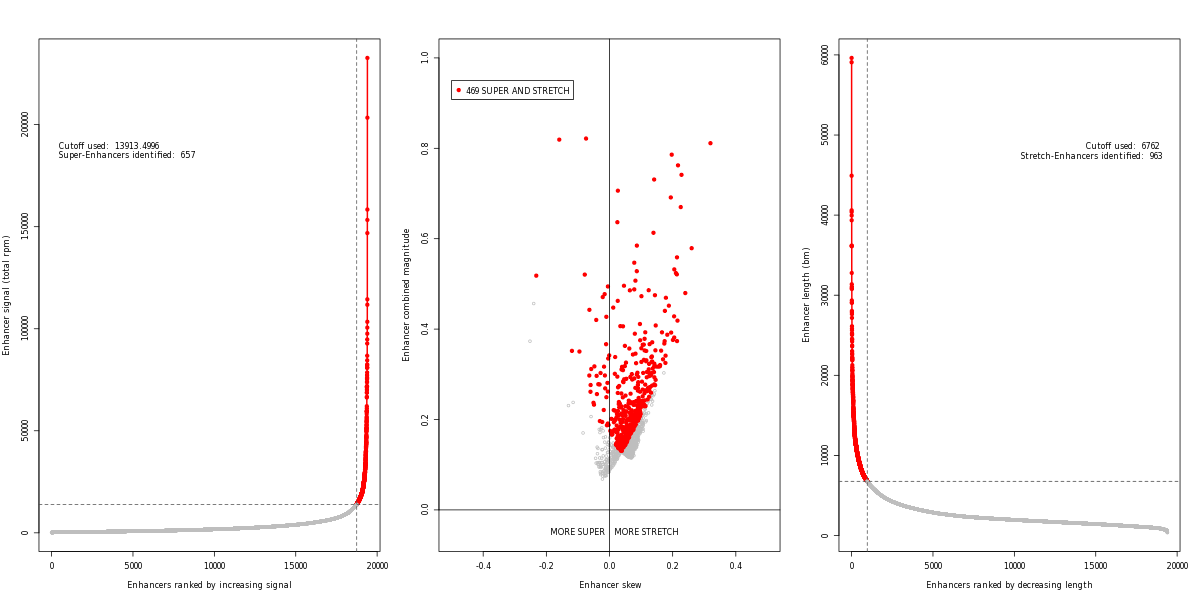 Enhancer signal (total rpm)
0
50000
100000
150000
200000
Cutoff used: 13913.4996
Super-Enhancers identified: 657
0
5000
10000
15000
20000
Enhancers ranked by increasing signal
Enhancer combined magnitude
0.0
0.2
0.4
0.6
0.8
1.0
469 SUPER AND STRETCH
MORE SUPER
MORE STRETCH
-0.4
-0.2
0.0
0.2
0.4
Enhancer skew
Enhancer length (bm)
0
10000
20000
30000
40000
50000
60000
Cutoff used: 6762
Stretch-Enhancers identified: 963
0
5000
10000
15000
20000
Enhancers ranked by decreasing length